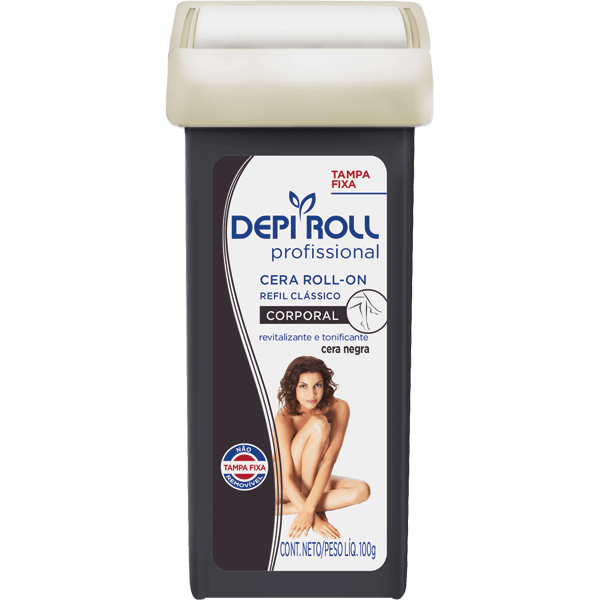 TAMPA
FIXA
DEPI ROLL
profissional
CERA ROLL-ON
REFIL CLÁSSICO
CORPORAL
revitalizante e tonificante
cera negra
NÃO
TAMPA FIXA
REMOVÍVEL
CONT. NETO/PESO LÍQ. 100g